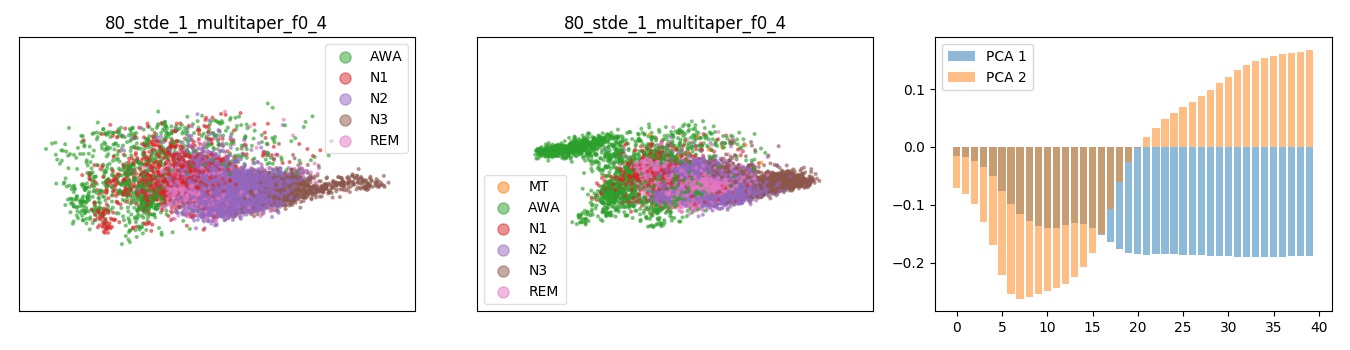 80_stde_1_multitaper_f0_4
AWA
N1
N2
N3
REM
80_stde_1_multitaper_f0_4
MT
AWA
N1
N2
N3
REM
PCA 1
PCA 2
0.1
0.0
−0.1
−0.2
0 5 10 15 20 25 30 35 40